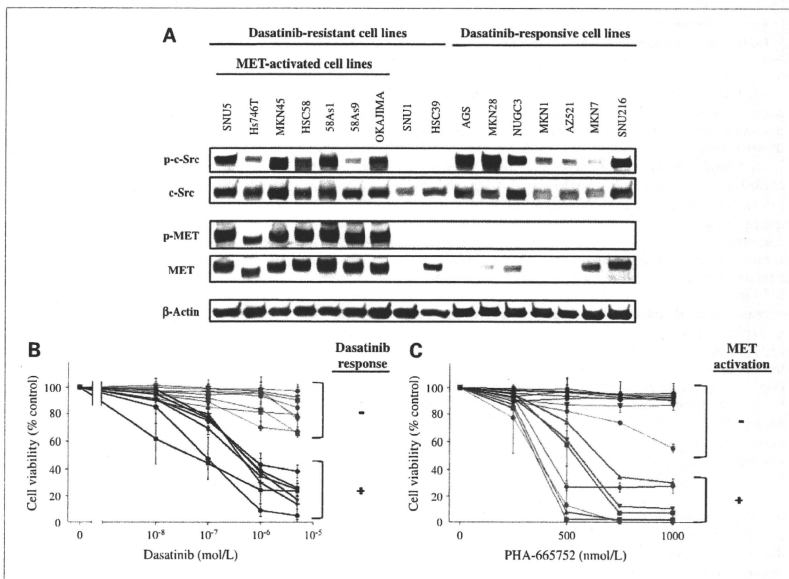 A
Dasatinib-resistant cell lines
Dasatinib-responsive cell lines
MET-activated cell lines
SNU5
Hs746T
MKN45
HSC58
58As1
58As9
OKAJIMA
SNU1
HSC39
AGS
MKN28
NUGC3
MKN1
AZ521
MKN7
SNU216
p-c-Src
c-Src
p-MET
MET
β-Actin
B
Dasatinib
response
Cell viability (% control)
100
80
60
40
20
0
0
10⁻⁸
10⁻⁷
10⁻⁶
10⁻⁵
Dasatinib (mol/L)
-
+
C
MET
activation
Cell viability (% control)
100
80
60
40
20
0
0
500
1000
PHA-665752 (nmol/L)
-
+